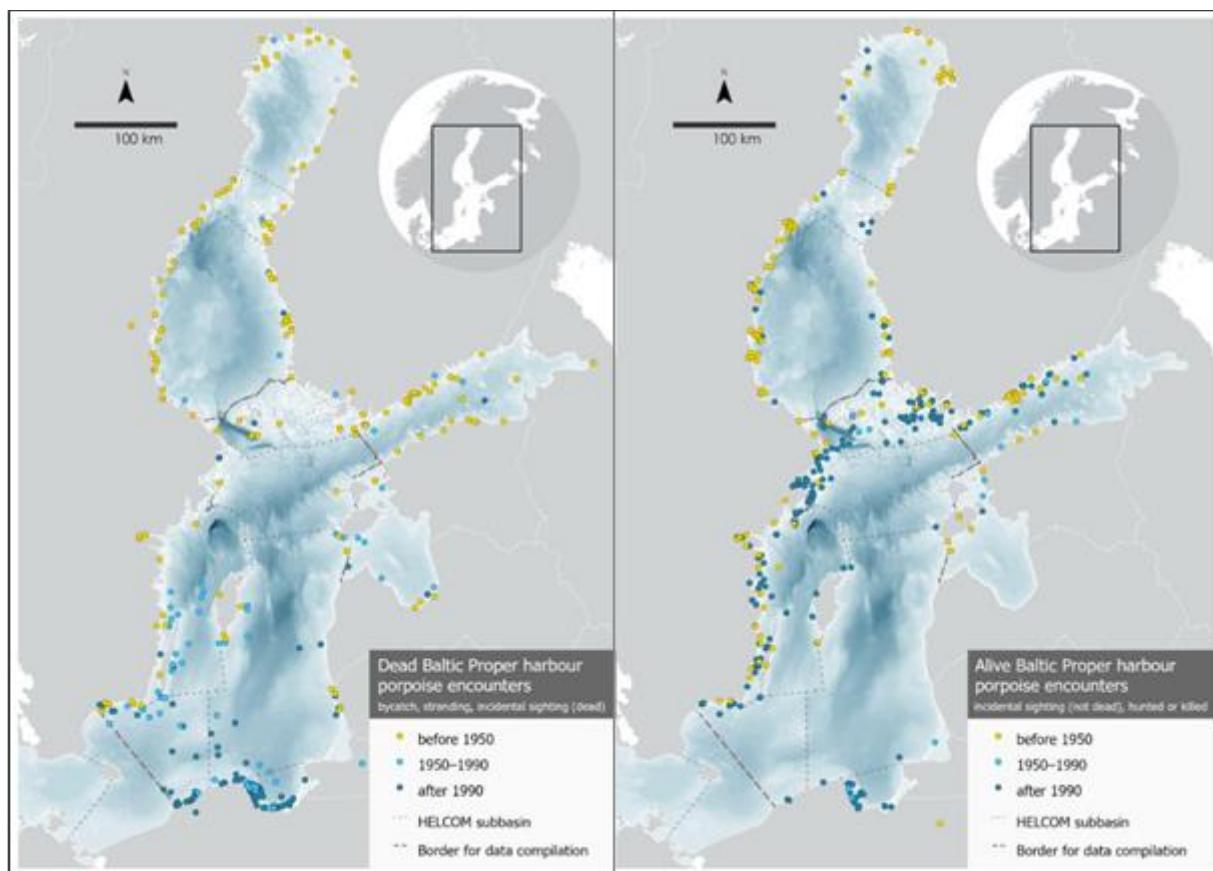 N
100 km
Dead Baltic Proper harbour
porpoise encounters
bycatch, stranding, incidental sighting (dead)
before 1950
1950–1990
after 1990
HELCOM subbasin
Border for data compilation
N
100 km
Alive Baltic Proper harbour
porpoise encounters
incidental sighting (not dead), hunted or killed
before 1950
1950–1990
after 1990
HELCOM subbasin
Border for data compilation